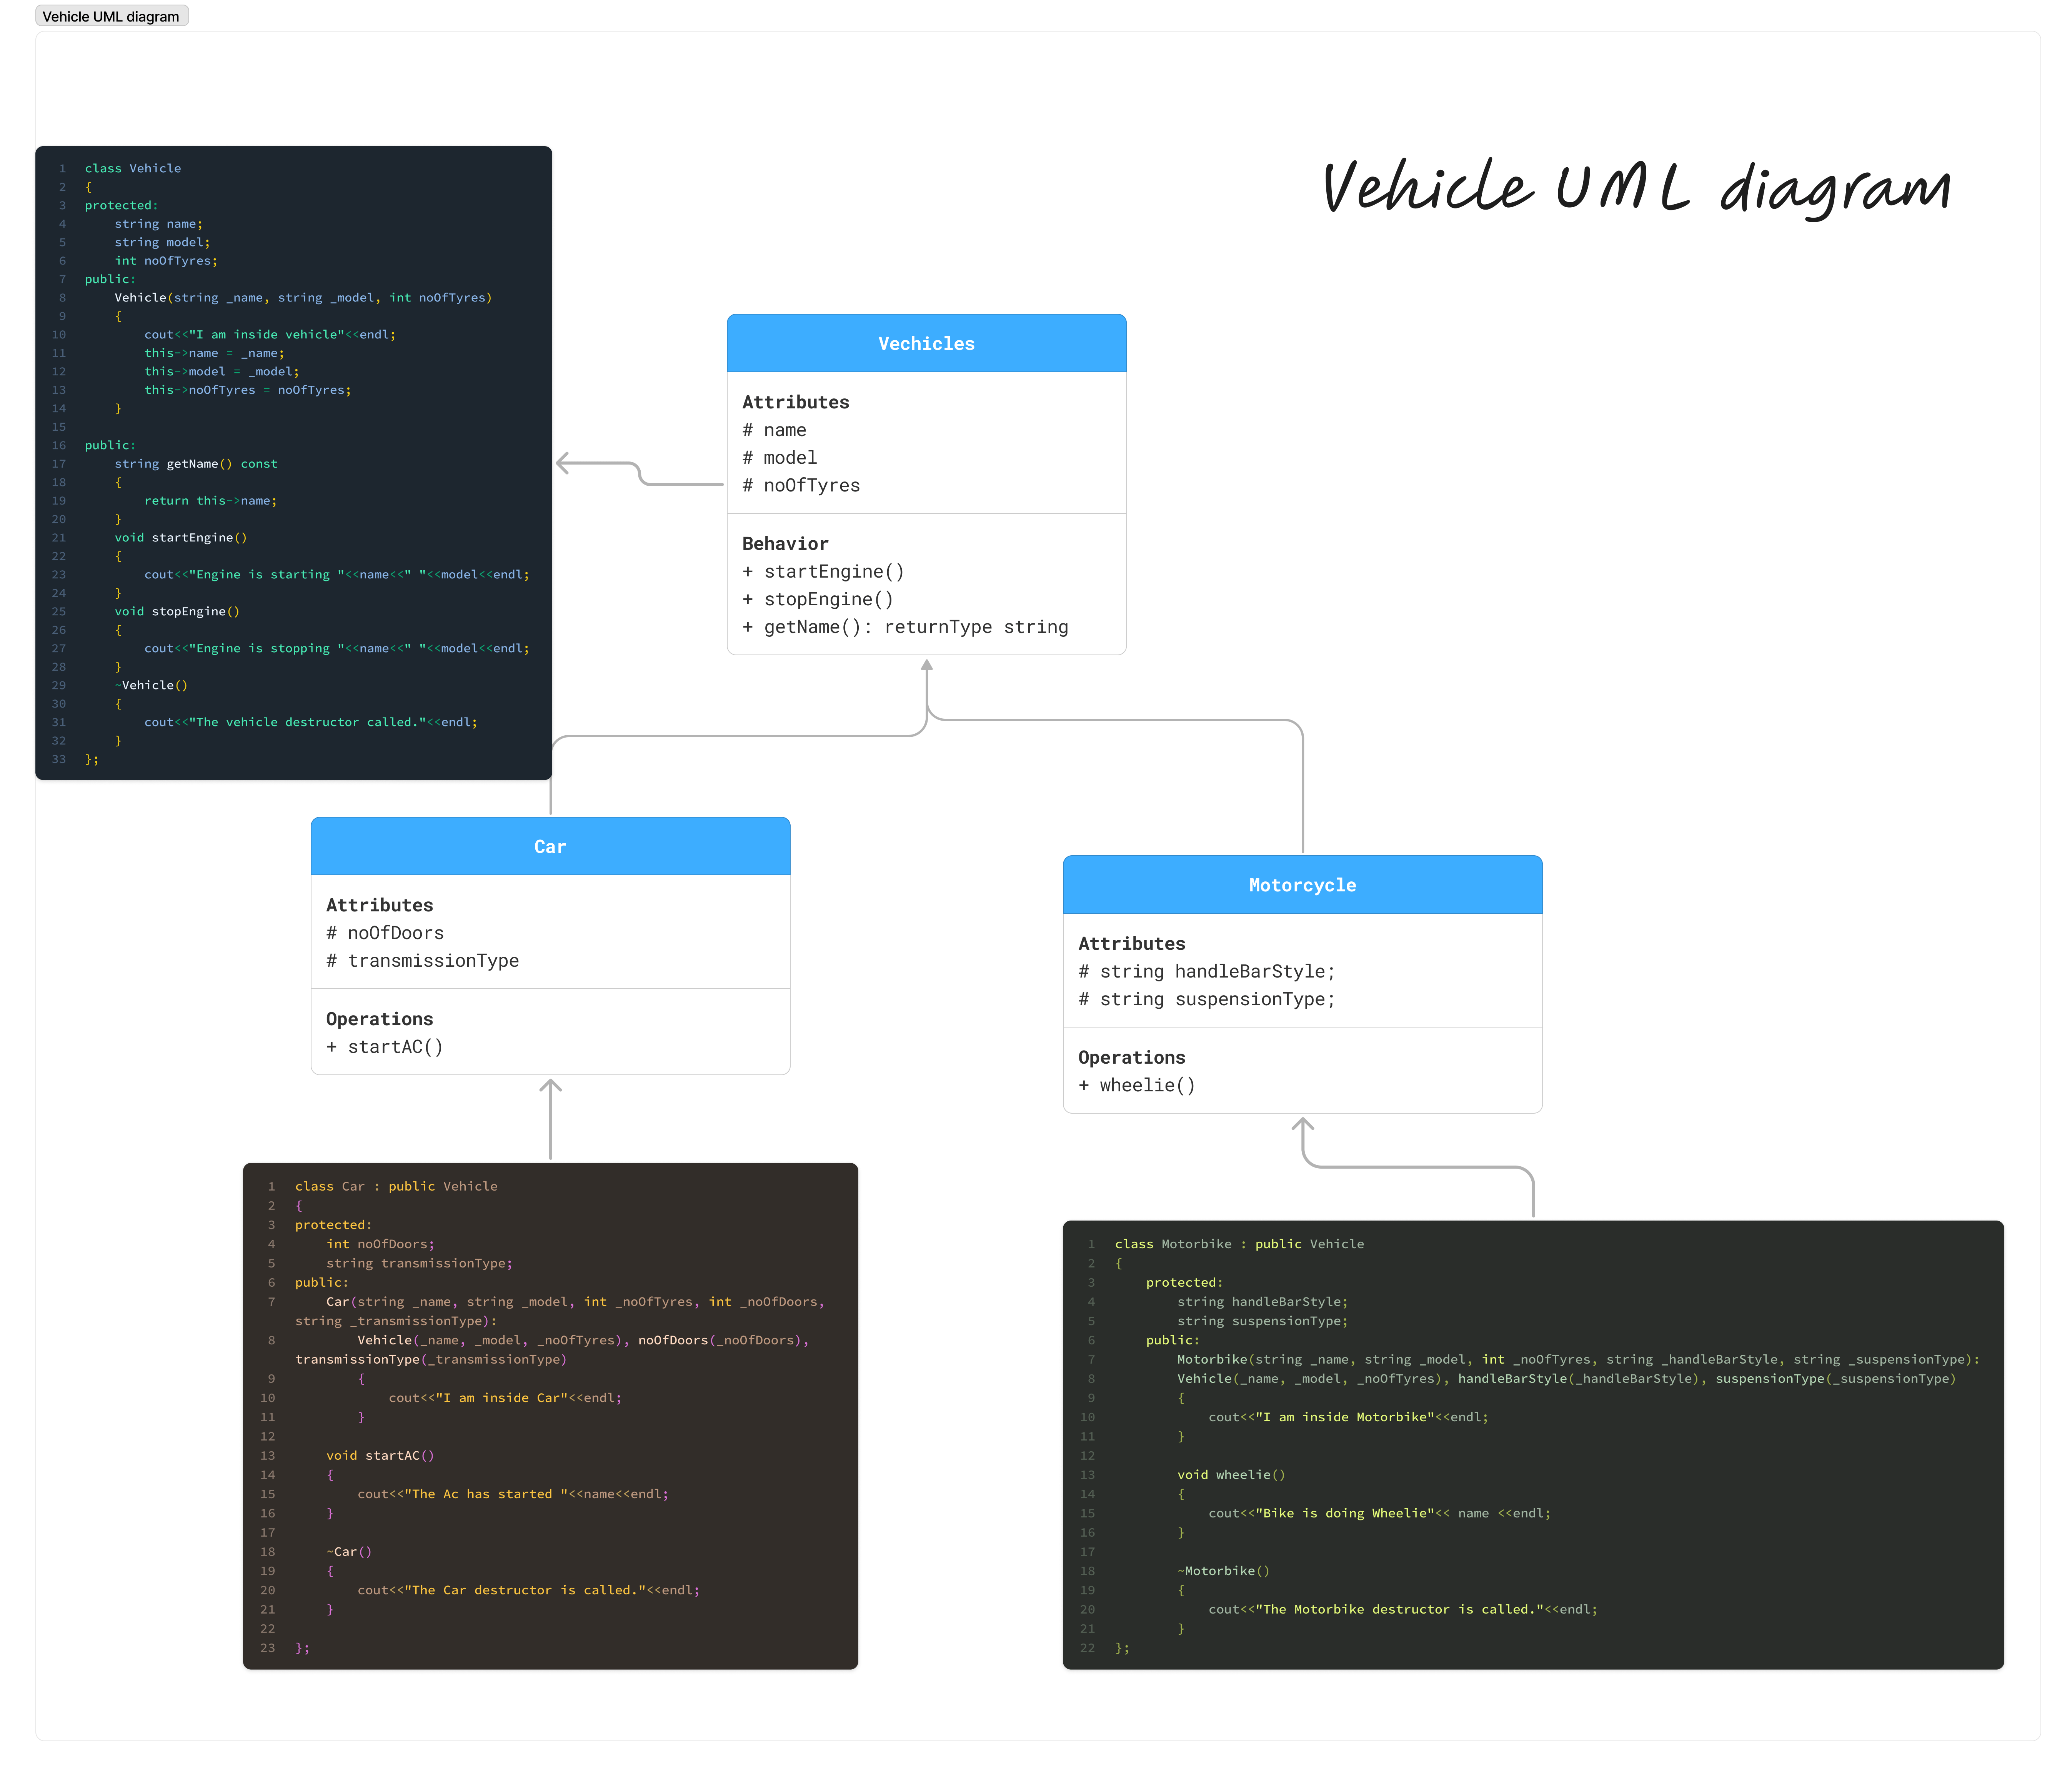 Vehicle UML diagram
Vehicle UML diagram
1 class Vehicle
2 {
3 protected:
4 string name;
5 string model;
6 int noOfTyres;
7 public:
8 Vehicle(string _name, string _model, int noOfTyres)
9 {
10 cout<<"I am inside vehicle"<<endl;
11 this->name = _name;
12 this->model = _model;
13 this->noOfTyres = noOfTyres;
14 }
15
16 public:
17 string getName() const
18 {
19 return this->name;
20 }
21 void startEngine()
22 {
23 cout<<"Engine is starting "<<name<<" "<<model<<endl;
24 }
25 void stopEngine()
26 {
27 cout<<"Engine is stopping "<<name<<" "<<model<<endl;
28 }
29 ~Vehicle()
30 {
31 cout<<"The vehicle destructor called."<<endl;
32 }
33 };
Vechicles
Attributes
# name
# model
# noOfTyres
Behavior
+ startEngine()
+ stopEngine()
+ getName(): returnType string
Car
Attributes
# noOfDoors
# transmissionType
Operations
+ startAC()
Motorcycle
Attributes
# string handleBarStyle;
# string suspensionType;
Operations
+ wheelie()
1 class Car : public Vehicle
2 {
3 protected:
4 int noOfDoors;
5 string transmissionType;
6 public:
7 Car(string _name, string _model, int _noOfTyres, int _noOfDoors,
string _transmissionType):
8 Vehicle(_name, _model, _noOfTyres), noOfDoors(_noOfDoors),
transmissionType(_transmissionType)
9 {
10 cout<<"I am inside Car"<<endl;
11 }
12
13 void startAC()
14 {
15 cout<<"The Ac has started "<<name<<endl;
16 }
17
18 ~Car()
19 {
20 cout<<"The Car destructor is called."<<endl;
21 }
22
23 };
1 class Motorbike : public Vehicle
2 {
3 protected:
4 string handleBarStyle;
5 string suspensionType;
6 public:
7 Motorbike(string _name, string _model, int _noOfTyres, string _handleBarStyle, string _suspensionType):
8 Vehicle(_name, _model, _noOfTyres), handleBarStyle(_handleBarStyle), suspensionType(_suspensionType)
9 {
10 cout<<"I am inside Motorbike"<<endl;
11 }
12
13 void wheelie()
14 {
15 cout<<"Bike is doing Wheelie"<< name <<endl;
16 }
17
18 ~Motorbike()
19 {
20 cout<<"The Motorbike destructor is called."<<endl;
21 }
22 };